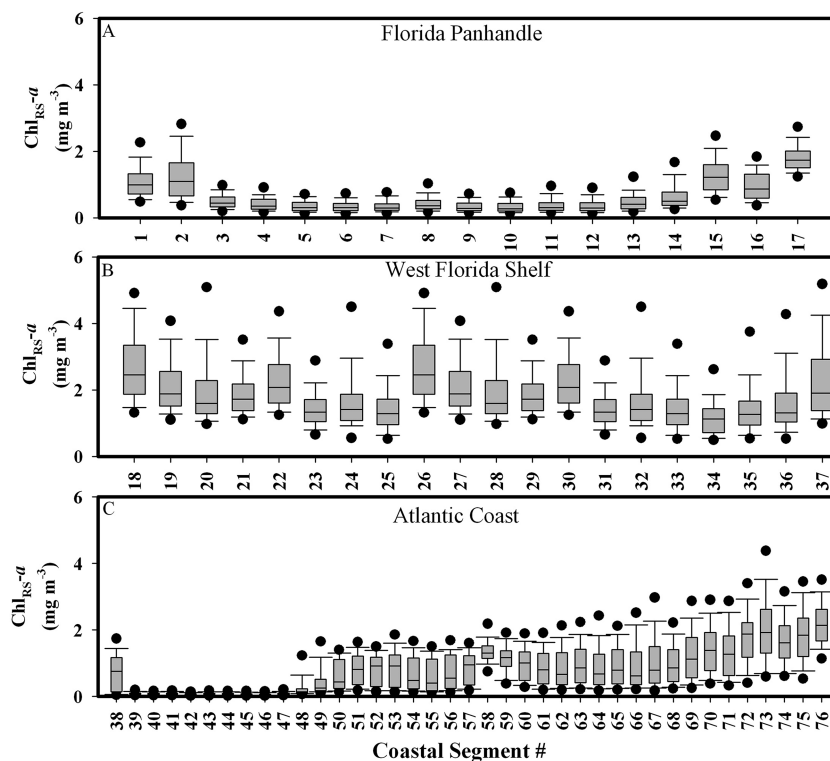 A
Florida Panhandle
6
4
2
0
Chl_RS-a
(mg m⁻³)
1 2 3 4 5 6 7 8 9 10 11 12 13 14 15 16 17
B
West Florida Shelf
6
4
2
0
Chl_RS-a
(mg m⁻³)
18 19 20 21 22 23 24 25 26 27 28 29 30 31 32 33 34 35 36 37
C
Atlantic Coast
6
4
2
0
Chl_RS-a
(mg m⁻³)
38 39 40 41 42 43 44 45 46 47 48 49 50 51 52 53 54 55 56 57 58 59 60 61 62 63 64 65 66 67 68 69 70 71 72 73 74 75 76
Coastal Segment #